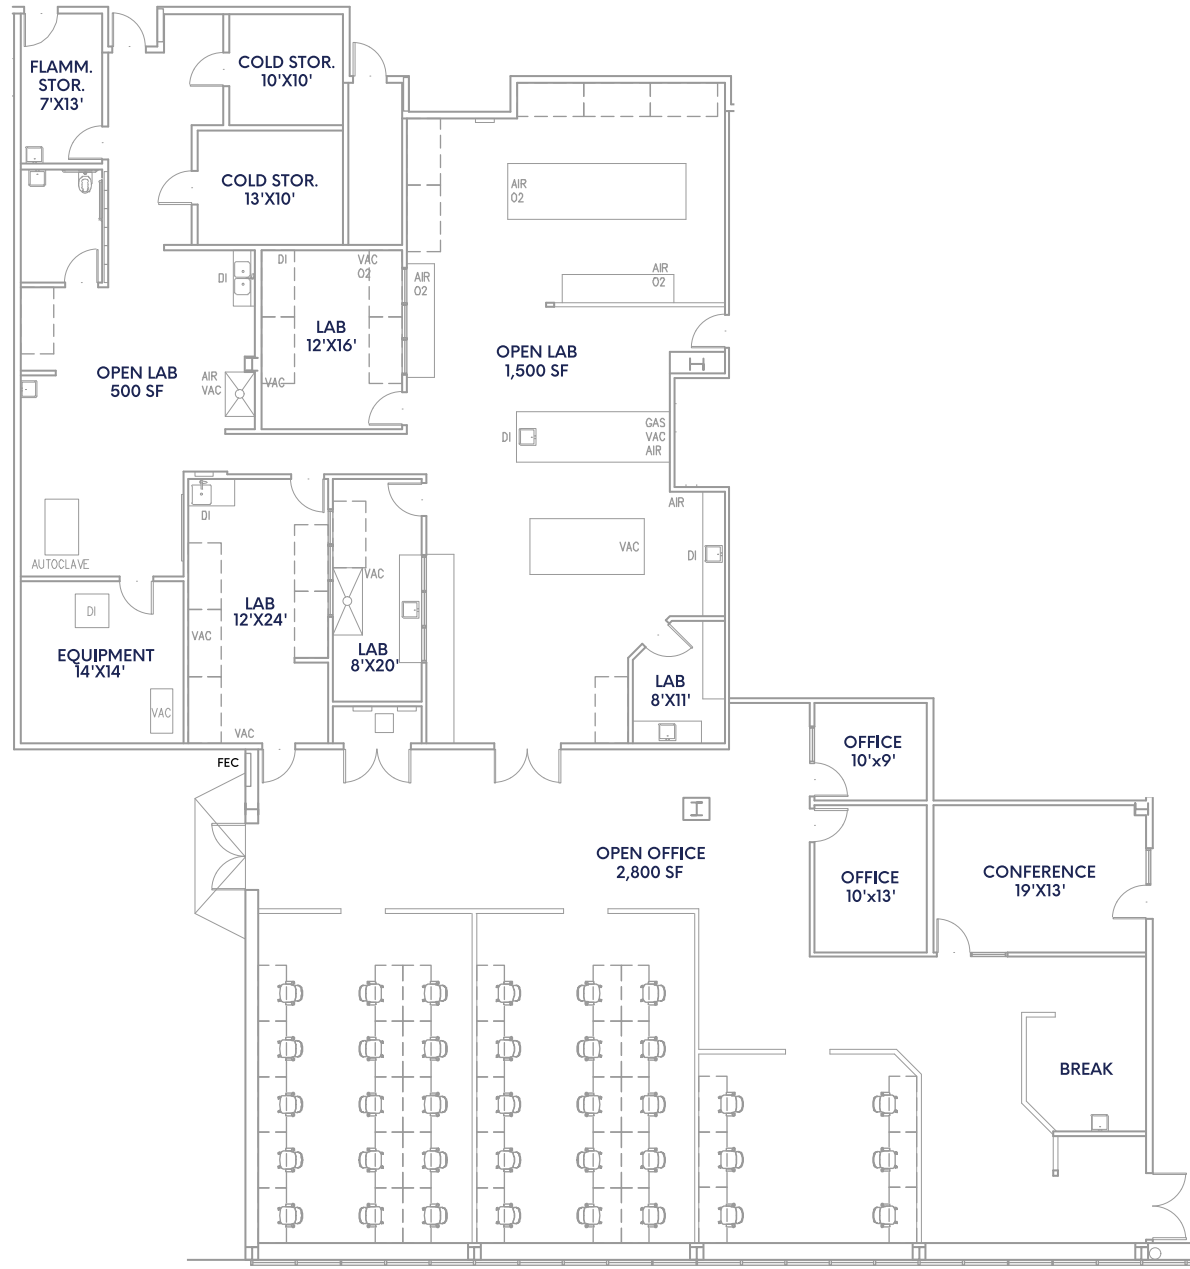 FLAMM.
STOR.
7'X13'
COLD STOR.
10'X10'
COLD STOR.
13'X10'
AIR
O2
AIR
O2
DI
DI
VAC
O2
AIR
O2
LAB
12'X16'
VAC
OPEN LAB
500 SF
AIR
VAC
OPEN LAB
1,500 SF
GAS
VAC
AIR
DI
AIR
DI
VAC
DI
AUTOCLAVE
VAC
DI
EQUIPMENT
14'X14'
VAC
LAB
12'X24'
VAC
VAC
LAB
8'X20'
LAB
8'X11'
FEC
OFFICE
10'x9'
OPEN OFFICE
2,800 SF
OFFICE
10'x13'
CONFERENCE
19'X13'
BREAK